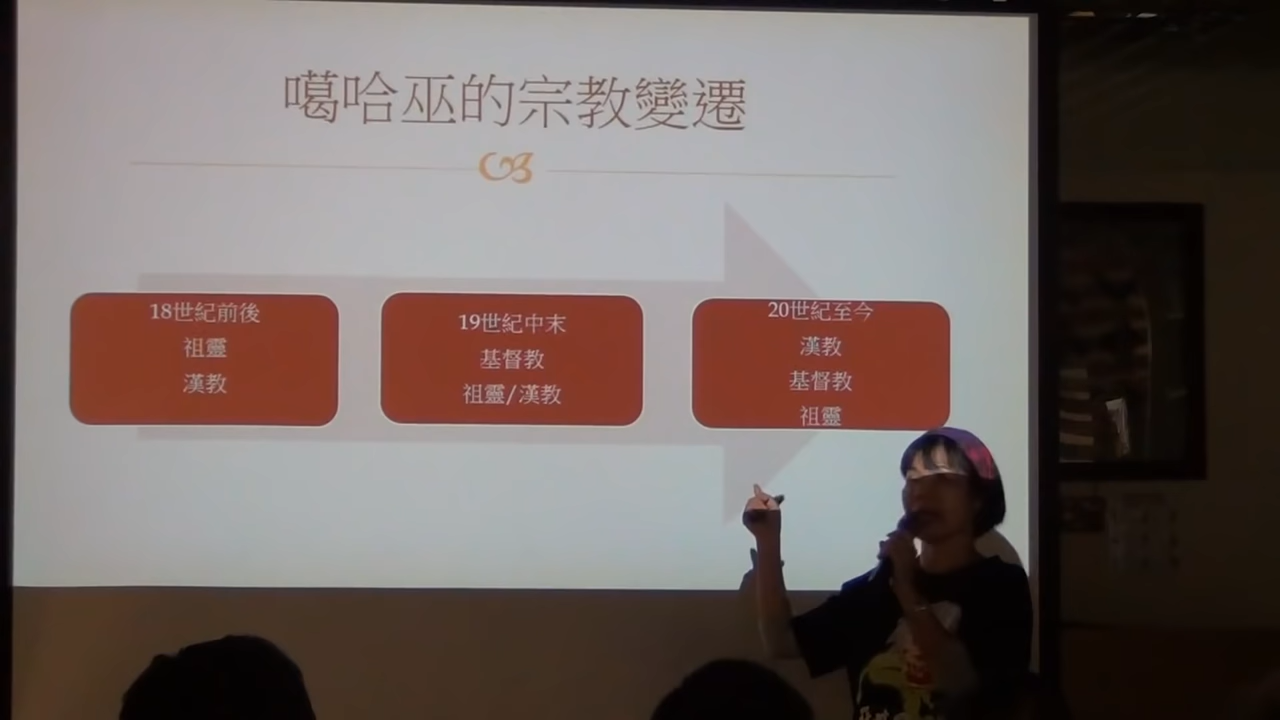 噶哈巫的宗教變遷
18世紀前後
祖靈
漢教
19世紀中末
基督教
祖靈/漢教
20世紀至今
漢教
基督教
祖靈